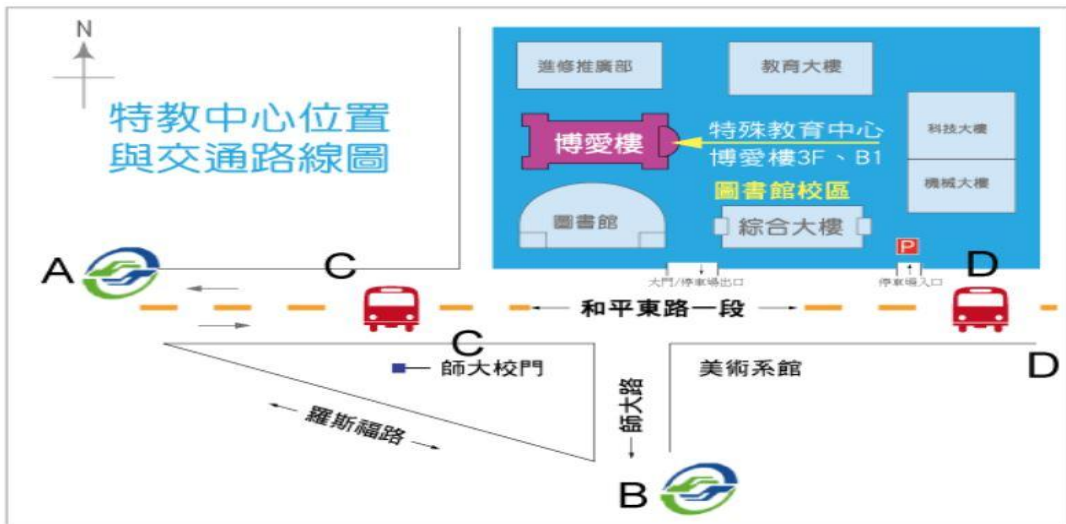 N
特教中心位置
與交通路線圖
進修推廣部
教育大樓
博愛樓
特殊教育中心
博愛樓3F、B1
科技大樓
機械大樓
圖書館校區
圖書館
綜合大樓
P
A
C
D
大門/停車場出口
停車場入口
和平東路一段
C
師大校門
美術系館
D
師大路
羅斯福路
B